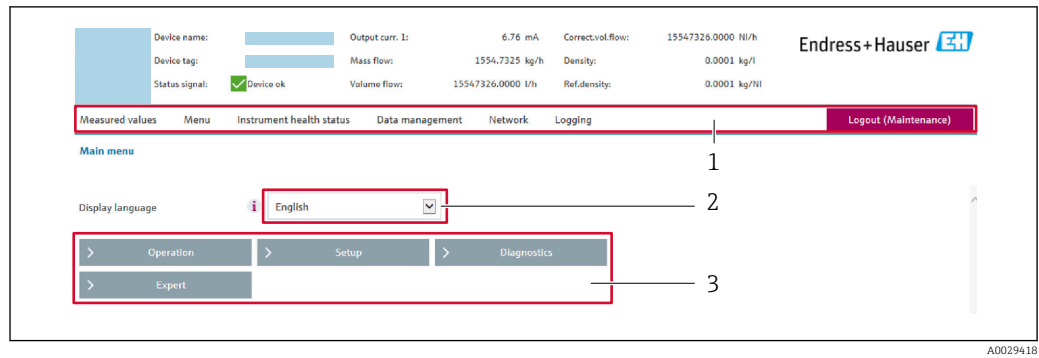 Device name: Output curr. 1: 6.76 mA Correct.vol.flow: 15547326.0000 Nl/h
Endress+Hauser EH
Device tag: Mass flow: 1554.7325 kg/h Density: 0.0001 kg/l
Status signal: Device ok Volume flow: 15547326.0000 l/h Ref.density: 0.0001 kg/Nl
Measured values Menu Instrument health status Data management Network Logging Logout (Maintenance)
1
Main menu
Display language i English 2
> Operation > Setup > Diagnostics
> Expert 3
A0029418